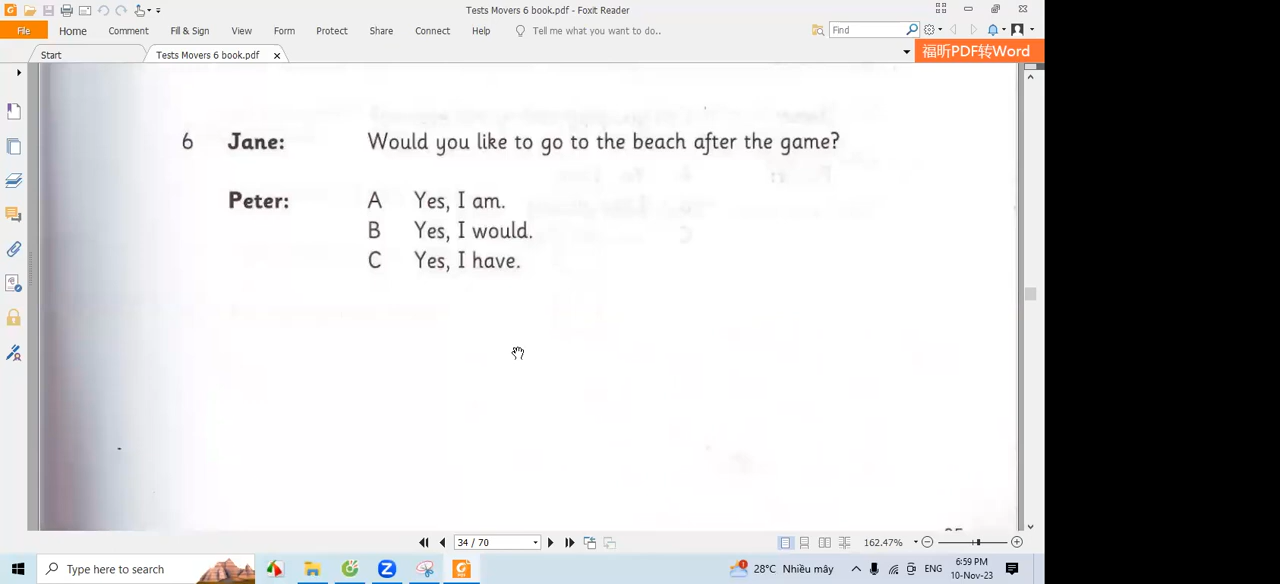 Tests Movers 6 book.pdf - Foxit Reader
File Home Comment Fill & Sign View Form Protect Share Connect Help Tell me what you want to do.. Find
Start Tests Movers 6 book.pdf 福昕PDF转Word
6 Jane: Would you like to go to the beach after the game?
Peter: A Yes, I am.
B Yes, I would.
C Yes, I have.
34 / 70 162.47%
Type here to search 28°C Nhiều mây ENG 6:59 PM
10-Nov-23